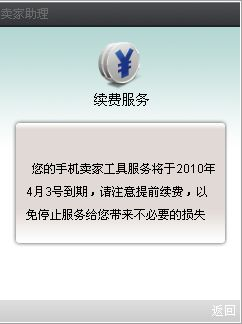 卖家助理
续费服务
您的手机卖家工具服务将于2010年
4月3号到期，请注意提前续费，以
免停止服务给您带来不必要的损失
返回